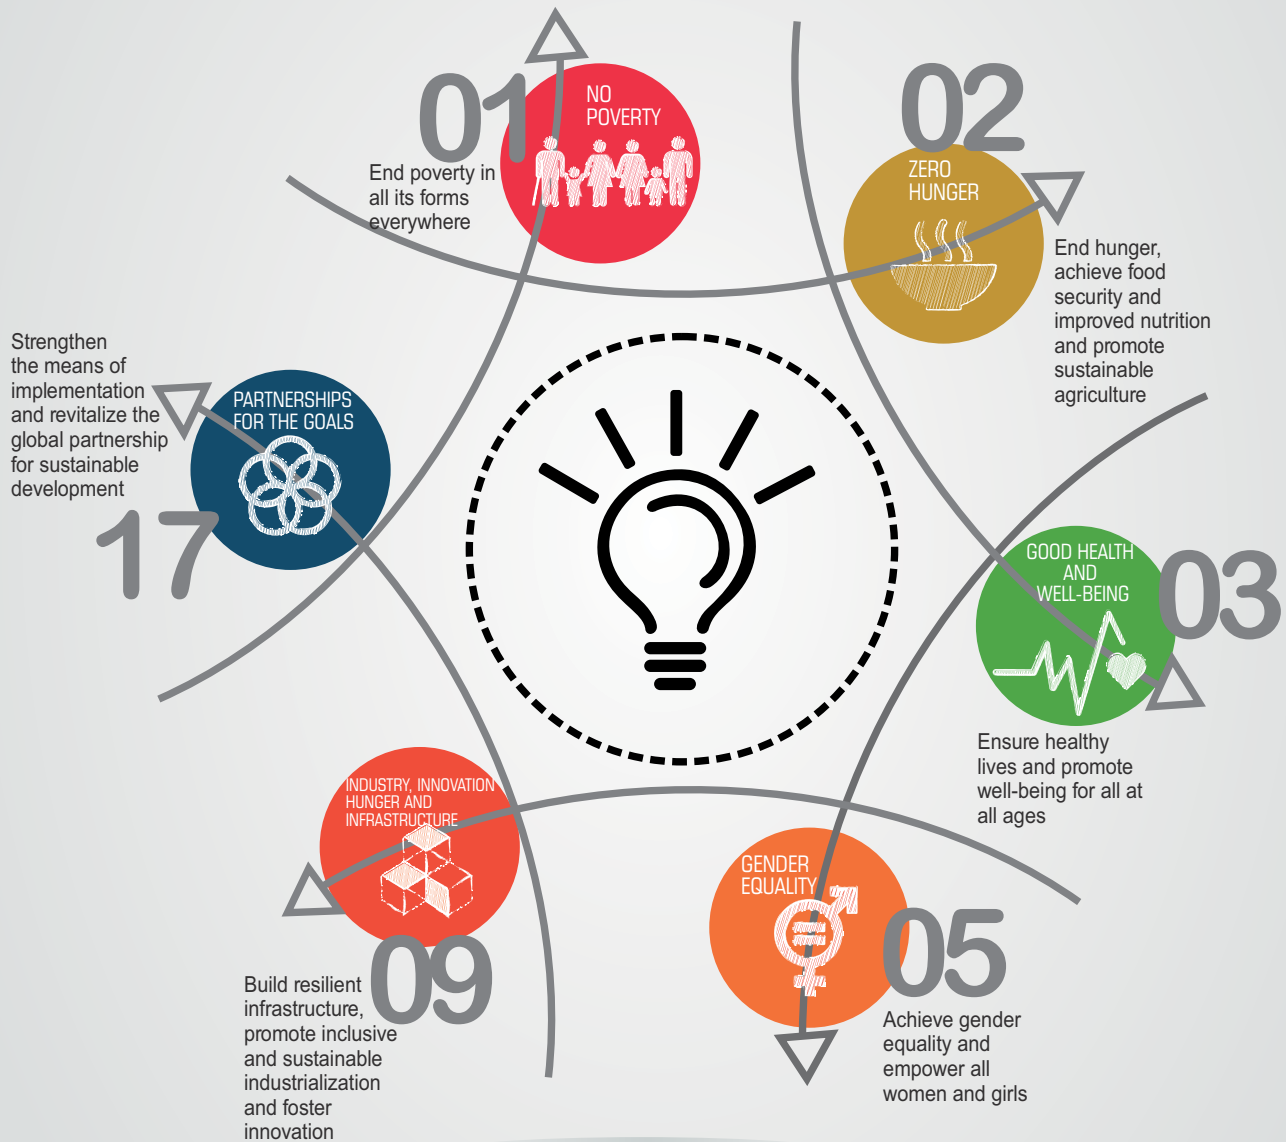 01
NO
POVERTY
End poverty in
all its forms
everywhere
02
ZERO
HUNGER
End hunger,
achieve food
security and
improved nutrition
and promote
sustainable
agriculture
03
GOOD HEALTH
AND
WELL-BEING
Ensure healthy
lives and promote
well-being for all at
all ages
05
GENDER
EQUALITY
Achieve gender
equality and
empower all
women and girls
09
INDUSTRY, INNOVATION
HUNGER AND
INFRASTRUCTURE
Build resilient
infrastructure,
promote inclusive
and sustainable
industrialization
and foster
innovation
17
PARTNERSHIPS
FOR THE GOALS
Strengthen
the means of
implementation
and revitalize the
global partnership
for sustainable
development